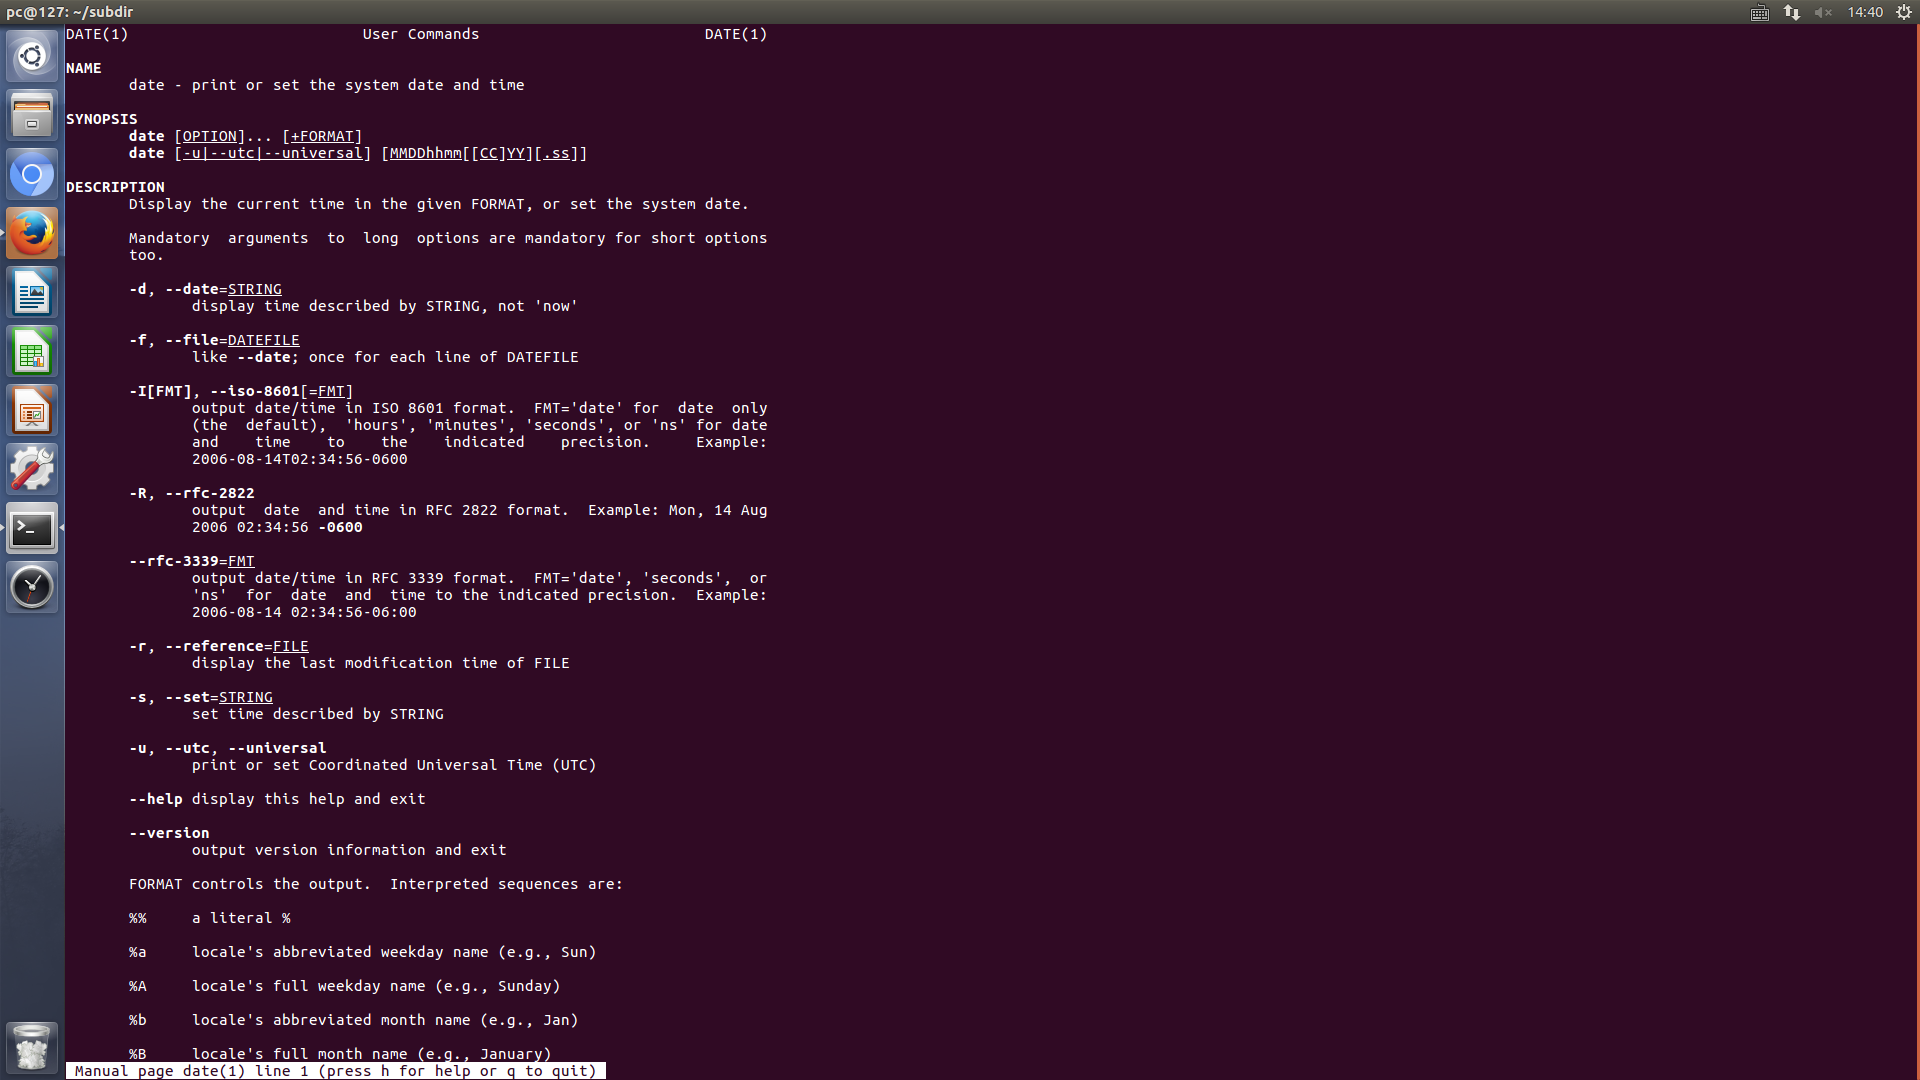 pc@127: ~/subdir
14:40
DATE(1) User Commands DATE(1)
NAME
date - print or set the system date and time
SYNOPSIS
date [OPTION]... [+FORMAT]
date [-u|--utc|--universal] [MMDDhhmm[[CC]YY][.ss]]
DESCRIPTION
Display the current time in the given FORMAT, or set the system date.
Mandatory arguments to long options are mandatory for short options
too.
-d, --date=STRING
display time described by STRING, not 'now'
-f, --file=DATEFILE
like --date; once for each line of DATEFILE
-I[FMT], --iso-8601[=FMT]
output date/time in ISO 8601 format. FMT='date' for date only
(the default), 'hours', 'minutes', 'seconds', or 'ns' for date
and time to the indicated precision. Example:
2006-08-14T02:34:56-0600
-R, --rfc-2822
output date and time in RFC 2822 format. Example: Mon, 14 Aug
2006 02:34:56 -0600
--rfc-3339=FMT
output date/time in RFC 3339 format. FMT='date', 'seconds', or
'ns' for date and time to the indicated precision. Example:
2006-08-14 02:34:56-06:00
-r, --reference=FILE
display the last modification time of FILE
-s, --set=STRING
set time described by STRING
-u, --utc, --universal
print or set Coordinated Universal Time (UTC)
--help display this help and exit
--version
output version information and exit
FORMAT controls the output. Interpreted sequences are:
%% a literal %
%a locale's abbreviated weekday name (e.g., Sun)
%A locale's full weekday name (e.g., Sunday)
%b locale's abbreviated month name (e.g., Jan)
%B locale's full month name (e.g., January)
Manual page date(1) line 1 (press h for help or q to quit)